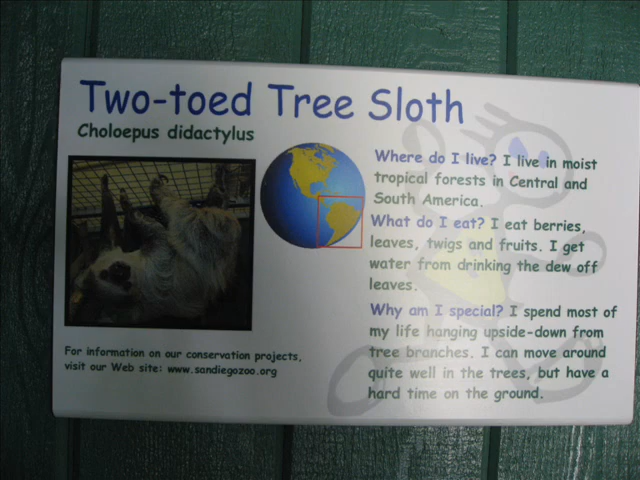 Two-toed Tree Sloth
Choloepus didactylus
Where do I live? I live in moist
tropical forests in Central and
South America.
What do I eat? I eat berries,
leaves, twigs and fruits. I get
water from drinking the dew off
leaves.
Why am I special? I spend most of
my life hanging upside-down from
tree branches. I can move around
quite well in the trees, but have a
hard time on the ground.
For information on our conservation projects,
visit our Web site: www.sandiegozoo.org